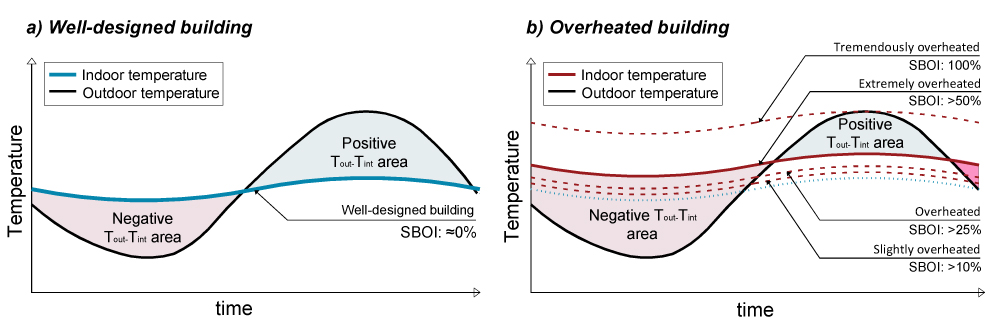 a) Well-designed building
Indoor temperature
Outdoor temperature
Temperature
Positive
Tout-Tint area
Negative
Tout-Tint area
Well-designed building
SBOI: ≈0%
time
b) Overheated building
Tremendously overheated
SBOI: 100%
Indoor temperature
Outdoor temperature
Extremely overheated
SBOI: >50%
Temperature
Positive
Tout-Tint area
Negative Tout-Tint
area
Overheated
SBOI: >25%
Slightly overheated
SBOI: >10%
time